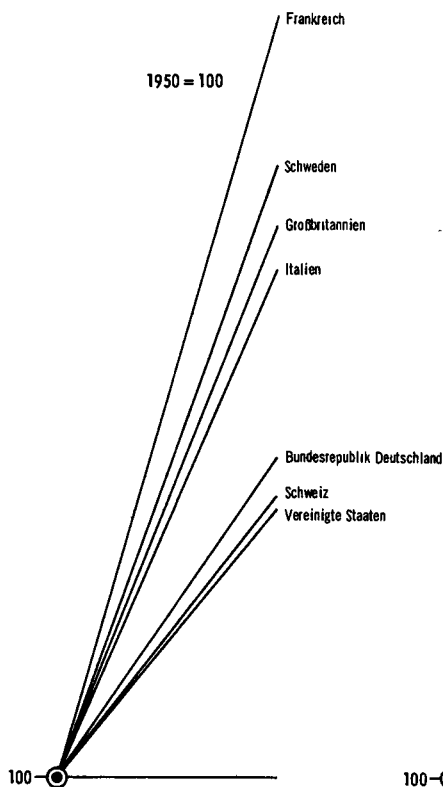 Frankreich
1950 = 100
Schweden
Großbritannien
Italien
Bundesrepublik Deutschland
Schweiz
Vereinigte Staaten
100
100